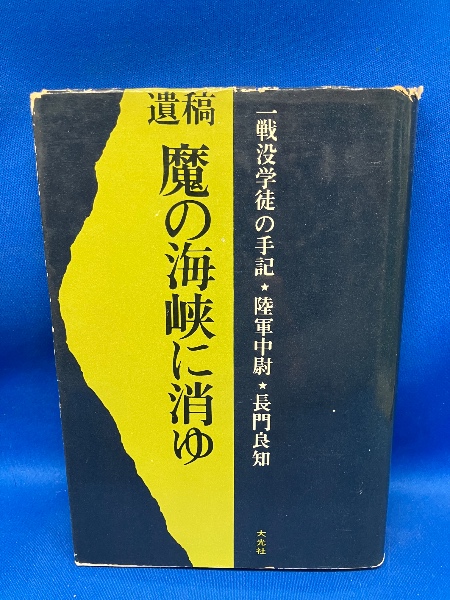 一戦没学徒の手記★陸軍中尉★長門良知
遺稿
魔の海峡に消ゆ
大光社